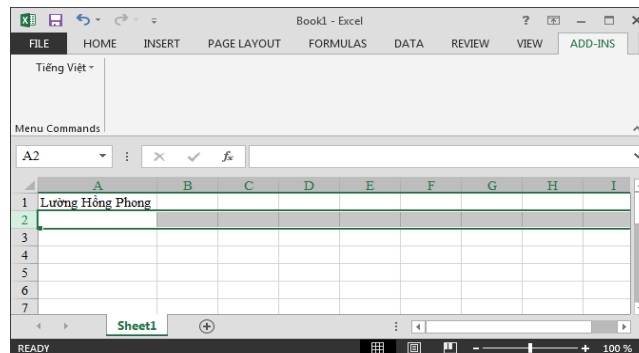 Book1 - Excel
FILE HOME INSERT PAGE LAYOUT FORMULAS DATA REVIEW VIEW ADD-INS
Tiếng Việt
Menu Commands
A2 fx
A B C D E F G H I
1 Lường Hồng Phong
2
3
4
5
6
7
Sheet1
READY 100 %